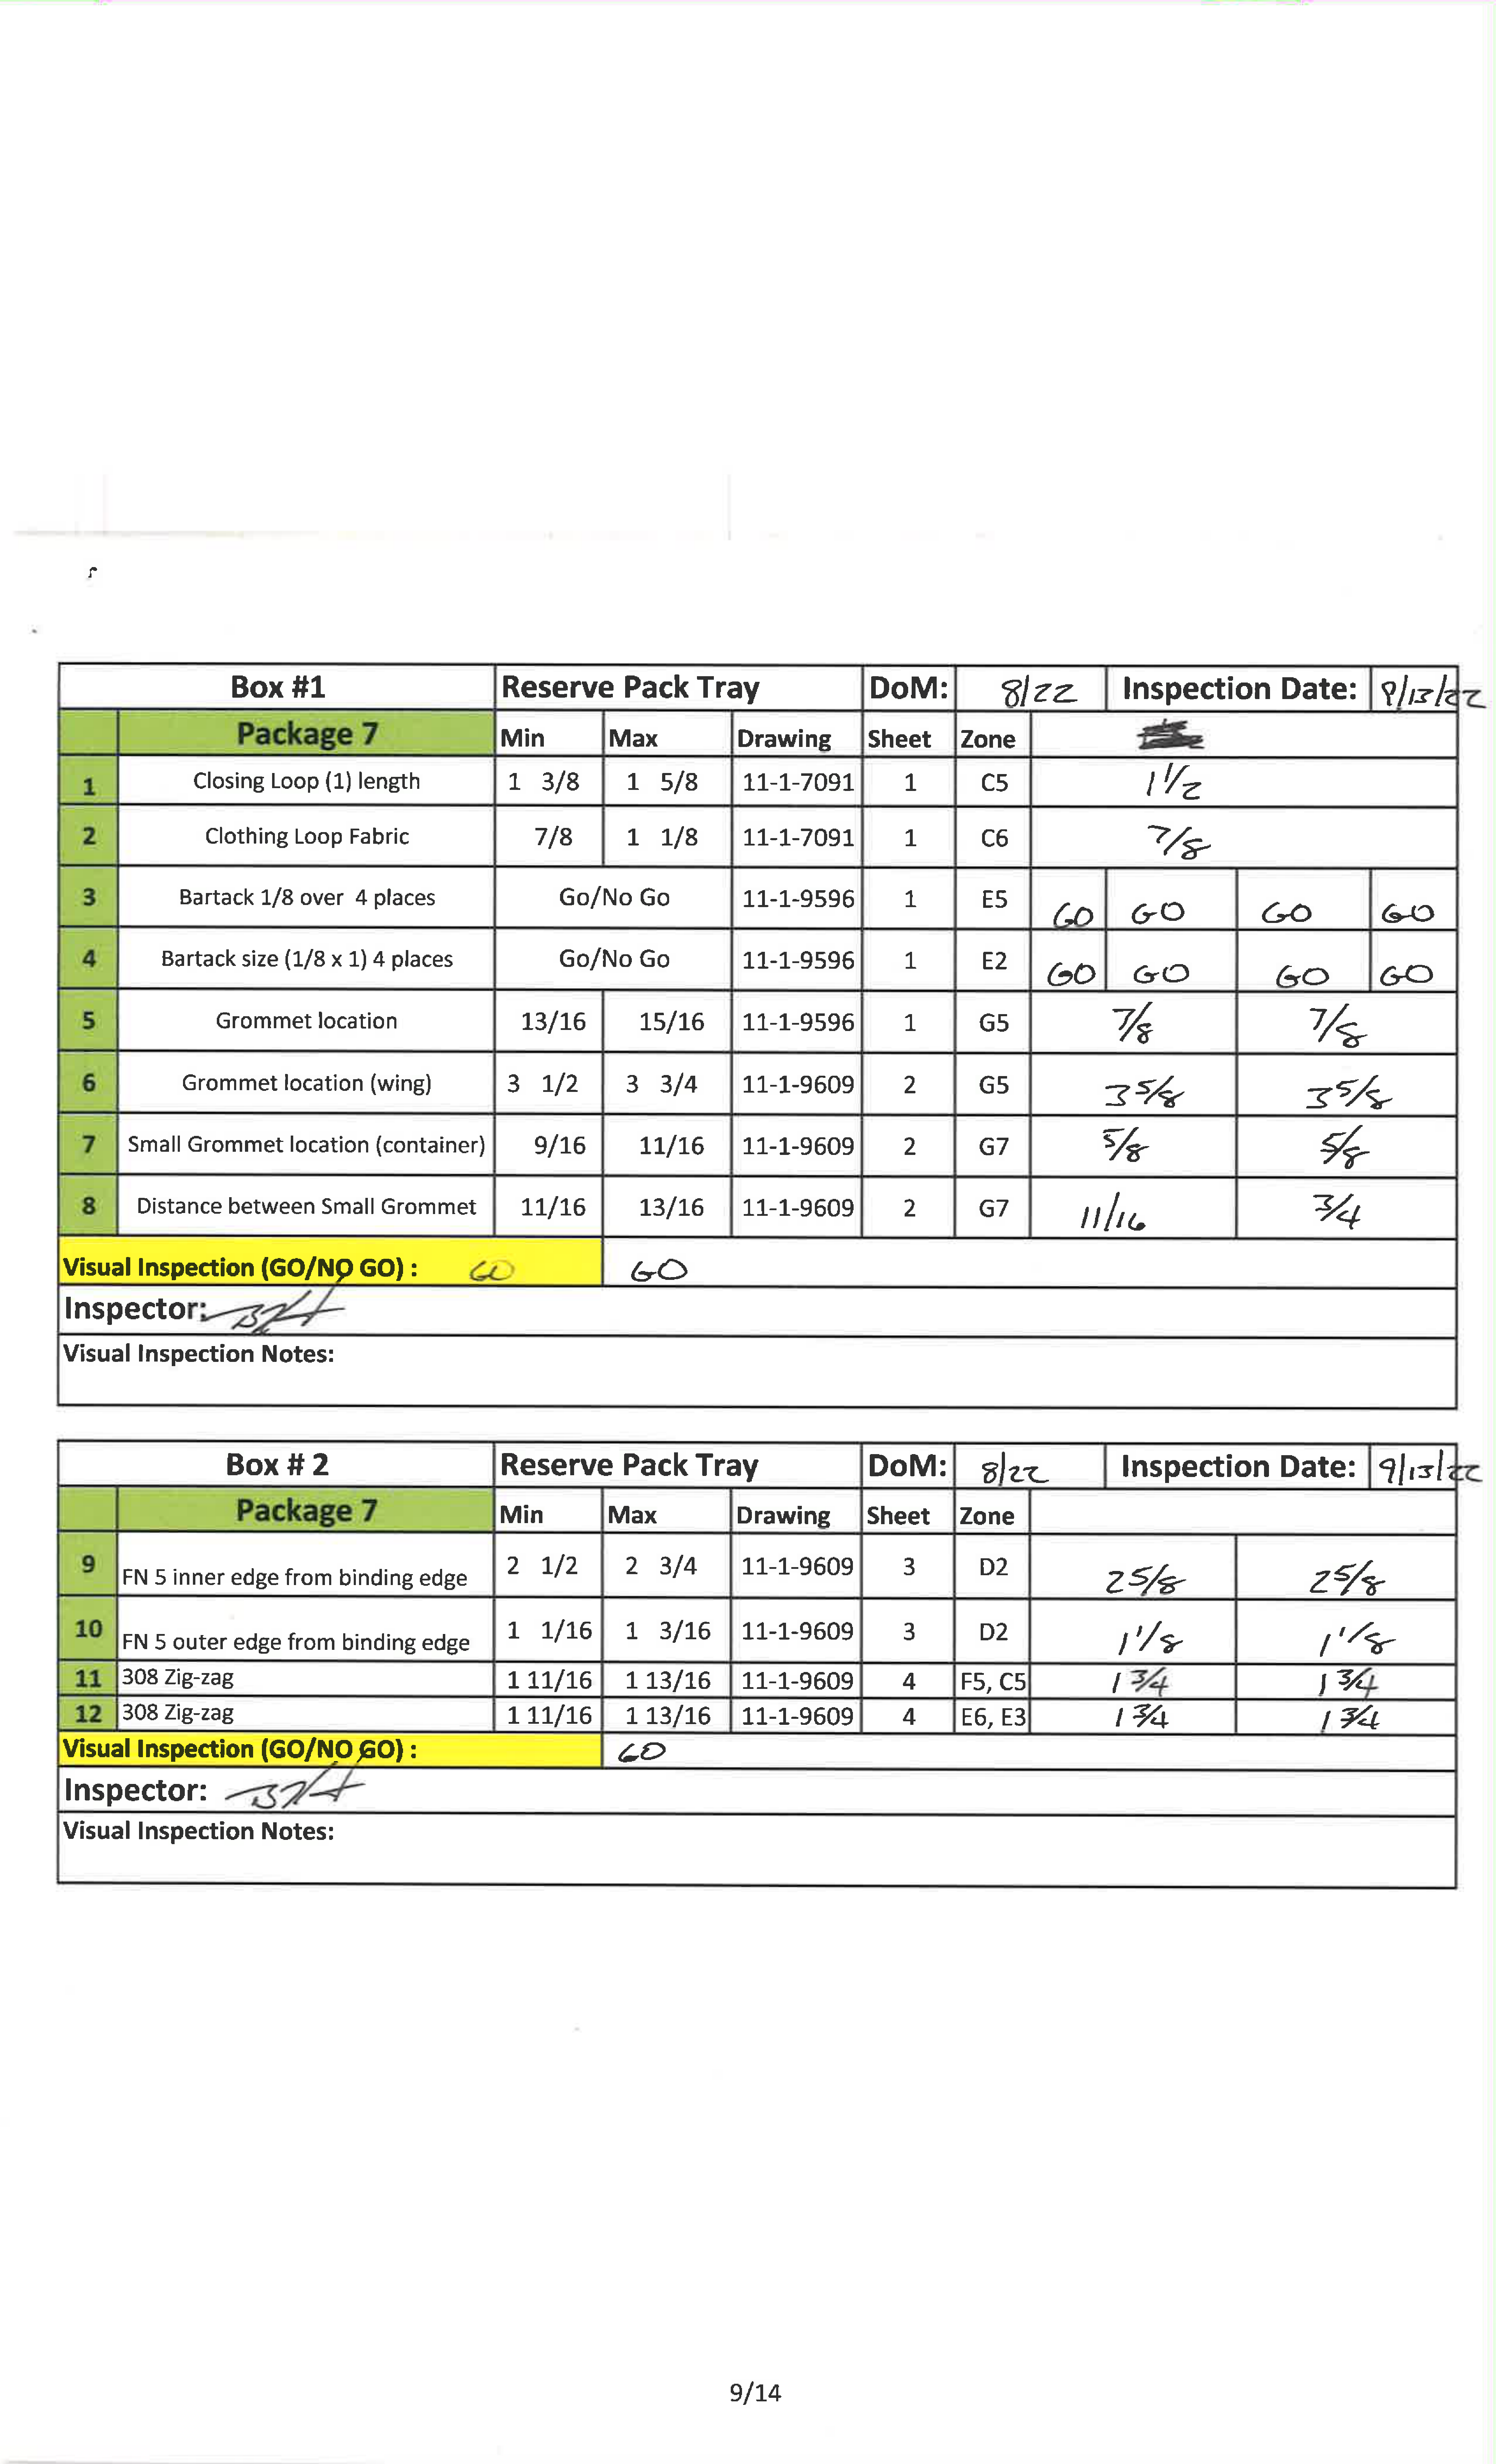 Box #1 Reserve Pack Tray DoM: 8/22 Inspection Date: 9/13/22
Package 7 Min Max Drawing Sheet Zone
1 Closing Loop (1) length 1 3/8 1 5/8 11-1-7091 1 C5 1 1/2
2 Clothing Loop Fabric 7/8 1 1/8 11-1-7091 1 C6 7/8
3 Bartack 1/8 over 4 places Go/No Go 11-1-9596 1 E5 GO GO GO GO
4 Bartack size (1/8 x 1) 4 places Go/No Go 11-1-9596 1 E2 GO GO GO GO
5 Grommet location 13/16 15/16 11-1-9596 1 G5 7/8 7/8
6 Grommet location (wing) 3 1/2 3 3/4 11-1-9609 2 G5 3 5/8 3 5/8
7 Small Grommet location (container) 9/16 11/16 11-1-9609 2 G7 5/8 5/8
8 Distance between Small Grommet 11/16 13/16 11-1-9609 2 G7 11/16 3/4
Visual Inspection (GO/NO GO) : GO GO
Inspector:
Visual Inspection Notes:
Box # 2 Reserve Pack Tray DoM: 8/22 Inspection Date: 9/13/22
Package 7 Min Max Drawing Sheet Zone
9 FN 5 inner edge from binding edge 2 1/2 2 3/4 11-1-9609 3 D2 2 5/8 2 5/8
10 FN 5 outer edge from binding edge 1 1/16 1 3/16 11-1-9609 3 D2 1 1/8 1 1/8
11 308 Zig-zag 1 11/16 1 13/16 11-1-9609 4 F5, C5 1 3/4 1 3/4
12 308 Zig-zag 1 11/16 1 13/16 11-1-9609 4 E6, E3 1 3/4 1 3/4
Visual Inspection (GO/NO GO) : GO
Inspector:
Visual Inspection Notes:
9/14